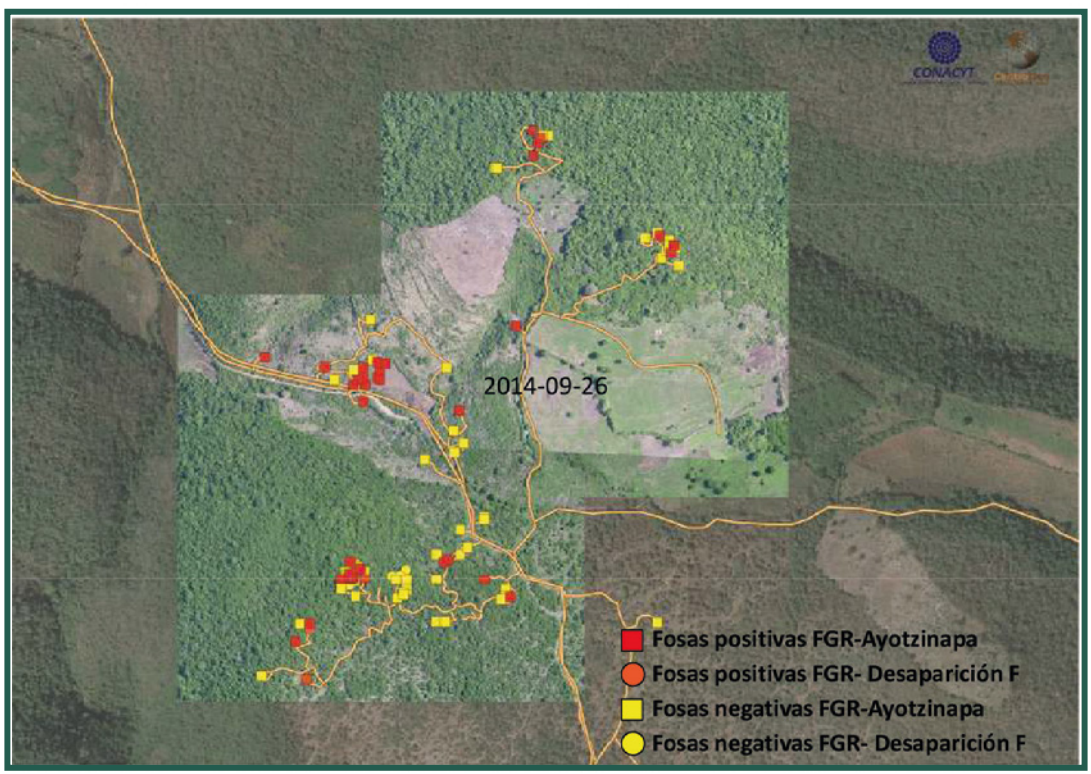 CONACYT
2014-09-26
Fosas positivas FGR-Ayotzinapa
Fosas positivas FGR- Desaparición F
Fosas negativas FGR-Ayotzinapa
Fosas negativas FGR- Desaparición F